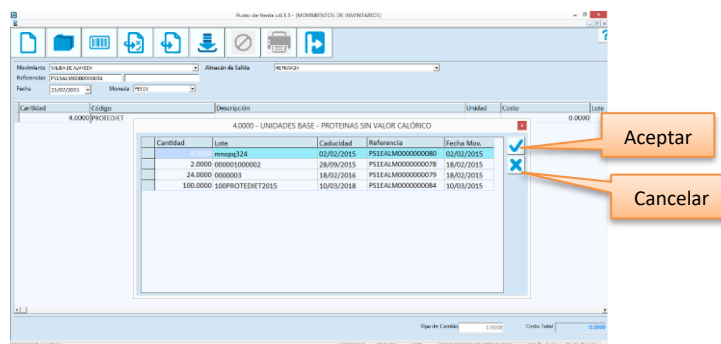 Punto de Venta v.6.1.1 - [MOVIMIENTOS DE INVENTARIOS]
?
Movimiento SALIDA DE ALMACEN Almacén de Salida
Referencias PS1SALM0000000034
Fecha 21/07/2015 Moneda PESOS
Cantidad Código Descripción Unidad Costo Lote
4.0000 PROTEDIET 0.0000
4.0000 - UNIDADES BASE - PROTEINAS SIN VALOR CALÓRICO
Cantidad Lote Caducidad Referencia Fecha Mov.
4.0000 mnopq324 02/02/2015 PS1EALM0000000080 02/02/2015
2.0000 000001000002 28/09/2015 PS1EALM0000000078 18/02/2015
24.0000 0000003 18/02/2016 PS1EALM0000000079 18/02/2015
100.0000 100PROTEDIET2015 10/03/2018 PS1EALM0000000084 10/03/2015
Aceptar
Cancelar
Tipo de Cambio 1.0000 Costo Total 0.0000